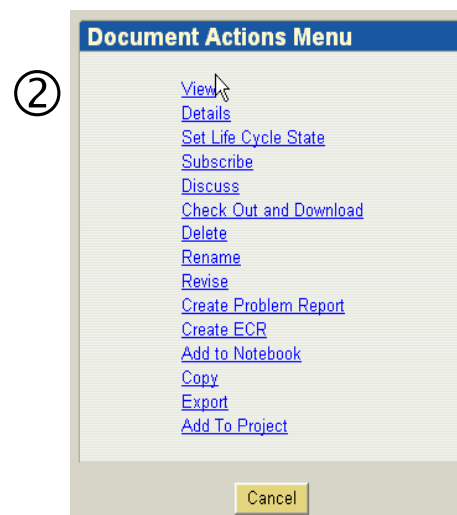 Document Actions Menu
②
View
Details
Set Life Cycle State
Subscribe
Discuss
Check Out and Download
Delete
Rename
Revise
Create Problem Report
Create ECR
Add to Notebook
Copy
Export
Add To Project
Cancel